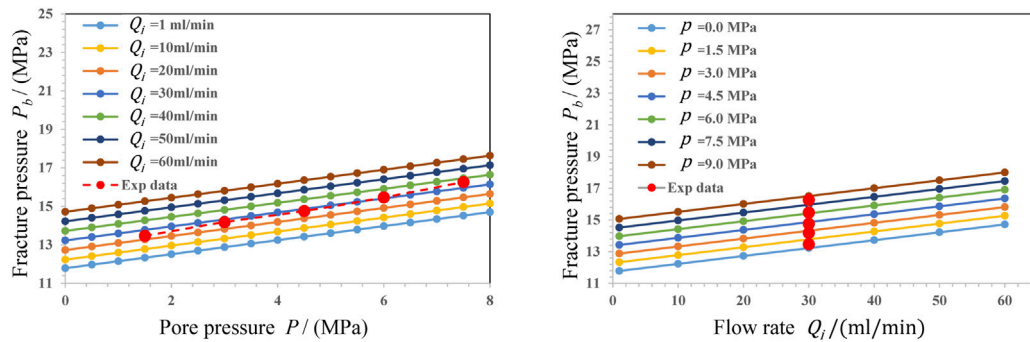 Fracture pressure P_b / (MPa)
25
23
21
19
17
15
13
11
Q_i =1 ml/min
Q_i =10ml/min
Q_i =20ml/min
Q_i =30ml/min
Q_i =40ml/min
Q_i =50ml/min
Q_i =60ml/min
Exp data
0 2 4 6 8
Pore pressure P / (MPa)
Fracture pressure P_b / (MPa)
27
25
23
21
19
17
15
13
11
p =0.0 MPa
p =1.5 MPa
p =3.0 MPa
p =4.5 MPa
p =6.0 MPa
p =7.5 MPa
p =9.0 MPa
Exp data
0 10 20 30 40 50 60
Flow rate Q_i /(ml/min)